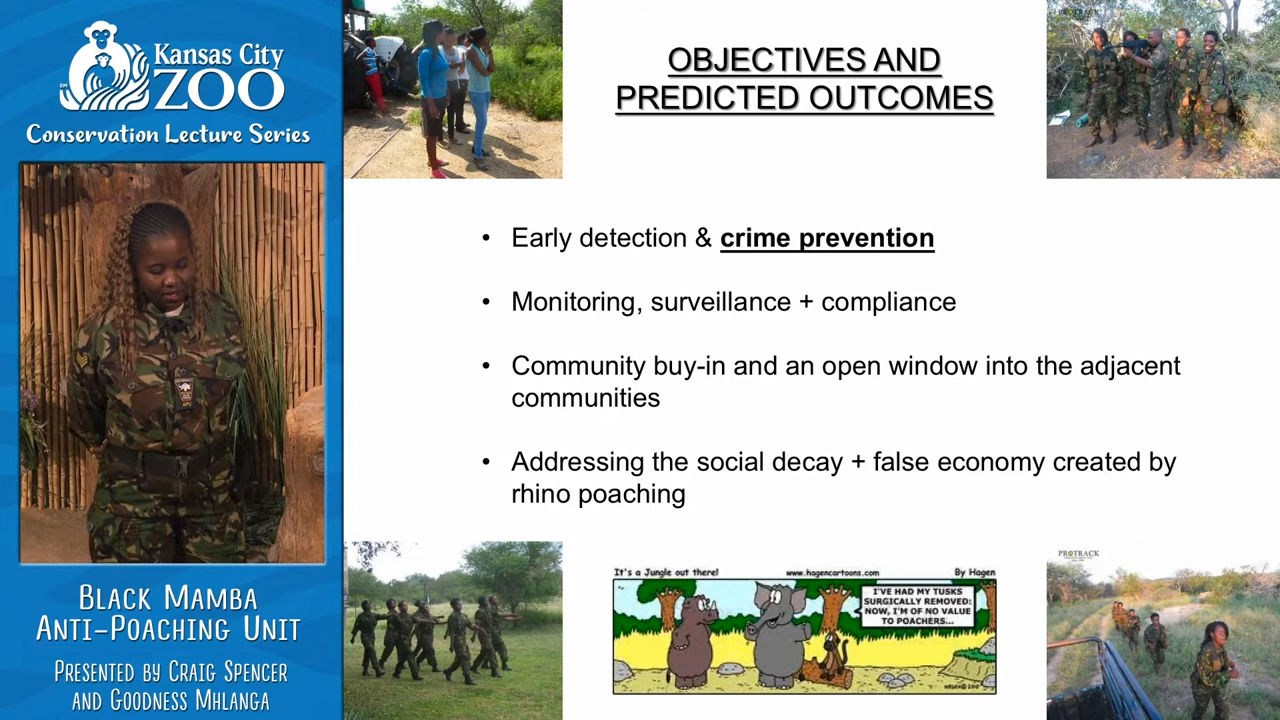 Kansas City
ZOO
SM
Conservation Lecture Series
BLACK MAMBA
ANTI-POACHING UNIT
PRESENTED BY CRAIG SPENCER
AND GOODNESS MHLANGA
OBJECTIVES AND
PREDICTED OUTCOMES
• Early detection & crime prevention
• Monitoring, surveillance + compliance
• Community buy-in and an open window into the adjacent
communities
• Addressing the social decay + false economy created by
rhino poaching
It's a Jungle out there! www.hagencartoons.com By Hagen
I'VE HAD MY TUSKS
SURGICALLY REMOVED:
NOW, I'M OF NO VALUE
TO POACHERS...
PROTRACK
PROTRACK
APU